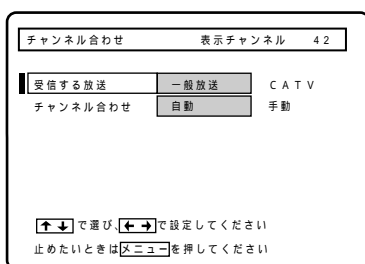 チャンネル合わせ 表示チャンネル 42
受信する放送 一般放送 CATV
チャンネル合わせ 自動 手動
↑↓で選び、←→で設定してください
止めたいときはメニューを押してください